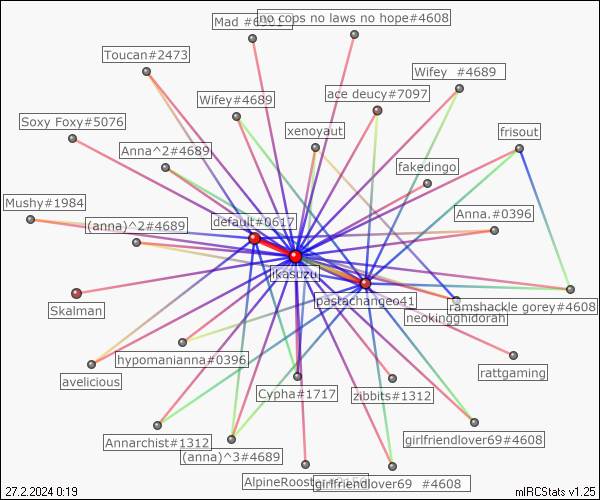 Mad #6901
no cops no laws no hope#4608
Toucan#2473
Wifey #4689
ace deucy#7097
Wifey#4689
Soxy Foxy#5076
xenoyaut
frisout
Anna^2#4689
fakedingo
Mushy#1984
Anna.#0396
(anna)^2#4689
default#0617
likasuzu
pastachangeo41
ramshackle gorey#4608
Skalman
neokingghidorah
hypomanianna#0396
rattgaming
avelicious
Cypha#1717
zibbits#1312
Annarchist#1312
girlfriendlover69#4608
(anna)^3#4689
AlpineRooster
girlfriendlover69 #4608
27.2.2024 0:19
mIRCStats v1.25